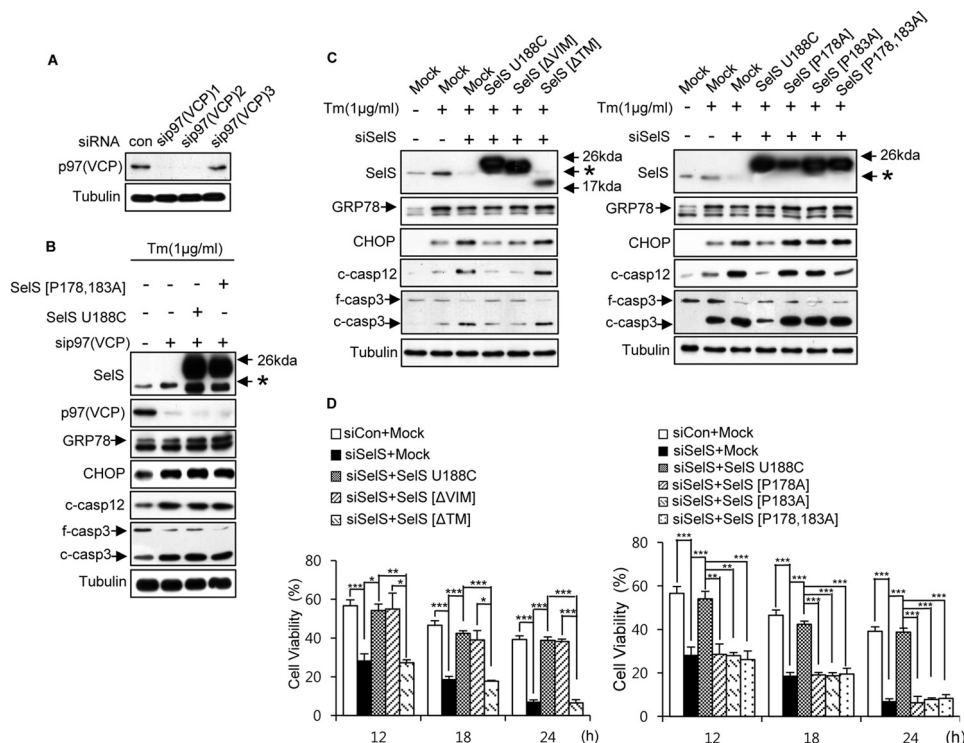 A
siRNA con sip97(VCP)1 sip97(VCP)2 sip97(VCP)3
p97(VCP)
Tubulin
B
Tm(1µg/ml)
SelS [P178,183A] - - - +
SelS U188C - - + -
sip97(VCP) - + + +
SelS
26kda
*
p97(VCP)
GRP78
CHOP
c-casp12
f-casp3
c-casp3
Tubulin
C
Mock Mock Mock SelS U188C SelS [ΔVIM] SelS [ΔTM]
Tm(1µg/ml) - + + + + +
siSelS - - + + + +
SelS
26kda
*
17kda
GRP78
CHOP
c-casp12
f-casp3
c-casp3
Tubulin
Mock Mock Mock SelS U188C SelS [P178A] SelS [P183A] SelS [P178,183A]
Tm(1µg/ml) - + + + + + +
siSelS - - + + + + +
SelS
26kda
*
GRP78
CHOP
c-casp12
f-casp3
c-casp3
Tubulin
D
siCon+Mock
siSelS+Mock
siSelS+SelS U188C
siSelS+SelS [ΔVIM]
siSelS+SelS [ΔTM]
Cell Viability (%)
80
60
40
20
0
*** * ** *
*** *** *** *
*** *** *** ***
12 18 24 (h)
siCon+Mock
siSelS+Mock
siSelS+SelS U188C
siSelS+SelS [P178A]
siSelS+SelS [P183A]
siSelS+SelS [P178,183A]
Cell Viability (%)
80
60
40
20
0
*** *** ** ** ***
*** *** *** *** ***
*** *** *** *** ***
12 18 24 (h)